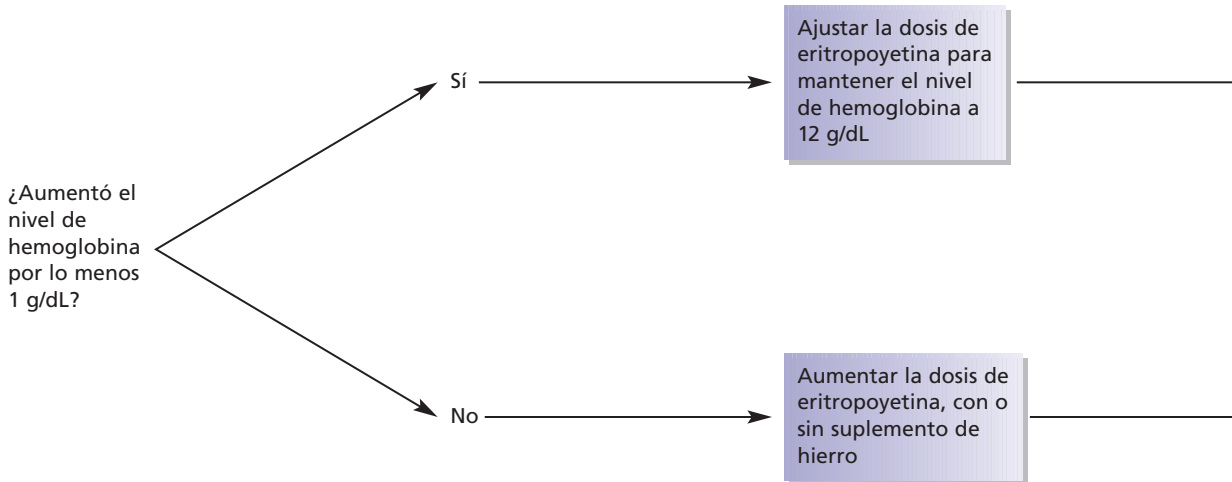 ¿Aumentó el
nivel de
hemoglobina
por lo menos
1 g/dL?
Sí
Ajustar la dosis de
eritropoyetina para
mantener el nivel
de hemoglobina a
12 g/dL
No
Aumentar la dosis de
eritropoyetina, con o
sin suplemento de
hierro